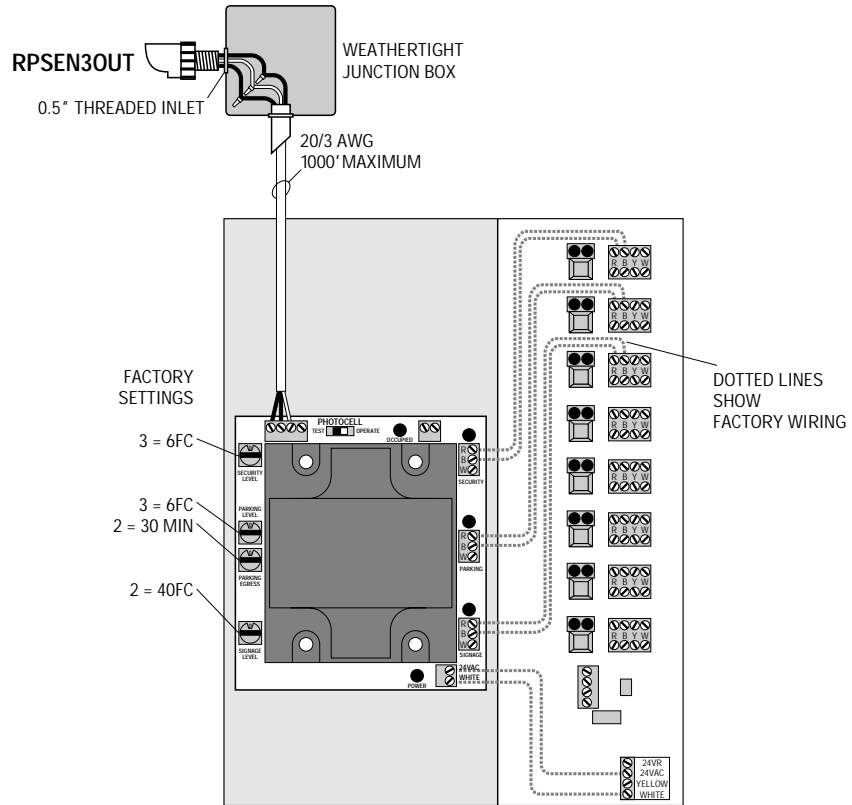 RPSEN3OUT
WEATHERTIGHT
JUNCTION BOX
0.5" THREADED INLET
20/3 AWG
1000' MAXIMUM
R B Y W
R B Y W
R B Y W
R B Y W
R B Y W
R B Y W
R B Y W
R B Y W
DOTTED LINES
SHOW
FACTORY WIRING
FACTORY
SETTINGS
3 = 6FC
3 = 6FC
2 = 30 MIN
2 = 40FC
PHOTOCELL
TEST OPERATE
OCCUPIED
SECURITY
LEVEL
R
B
W
SECURITY
PARKING
LEVEL
PARKING
EGRESS
R
B
W
PARKING
SIGNAGE
LEVEL
R
B
W
SIGNAGE
POWER
24VAC
WHITE
24VR
24VAC
YELLOW
WHITE